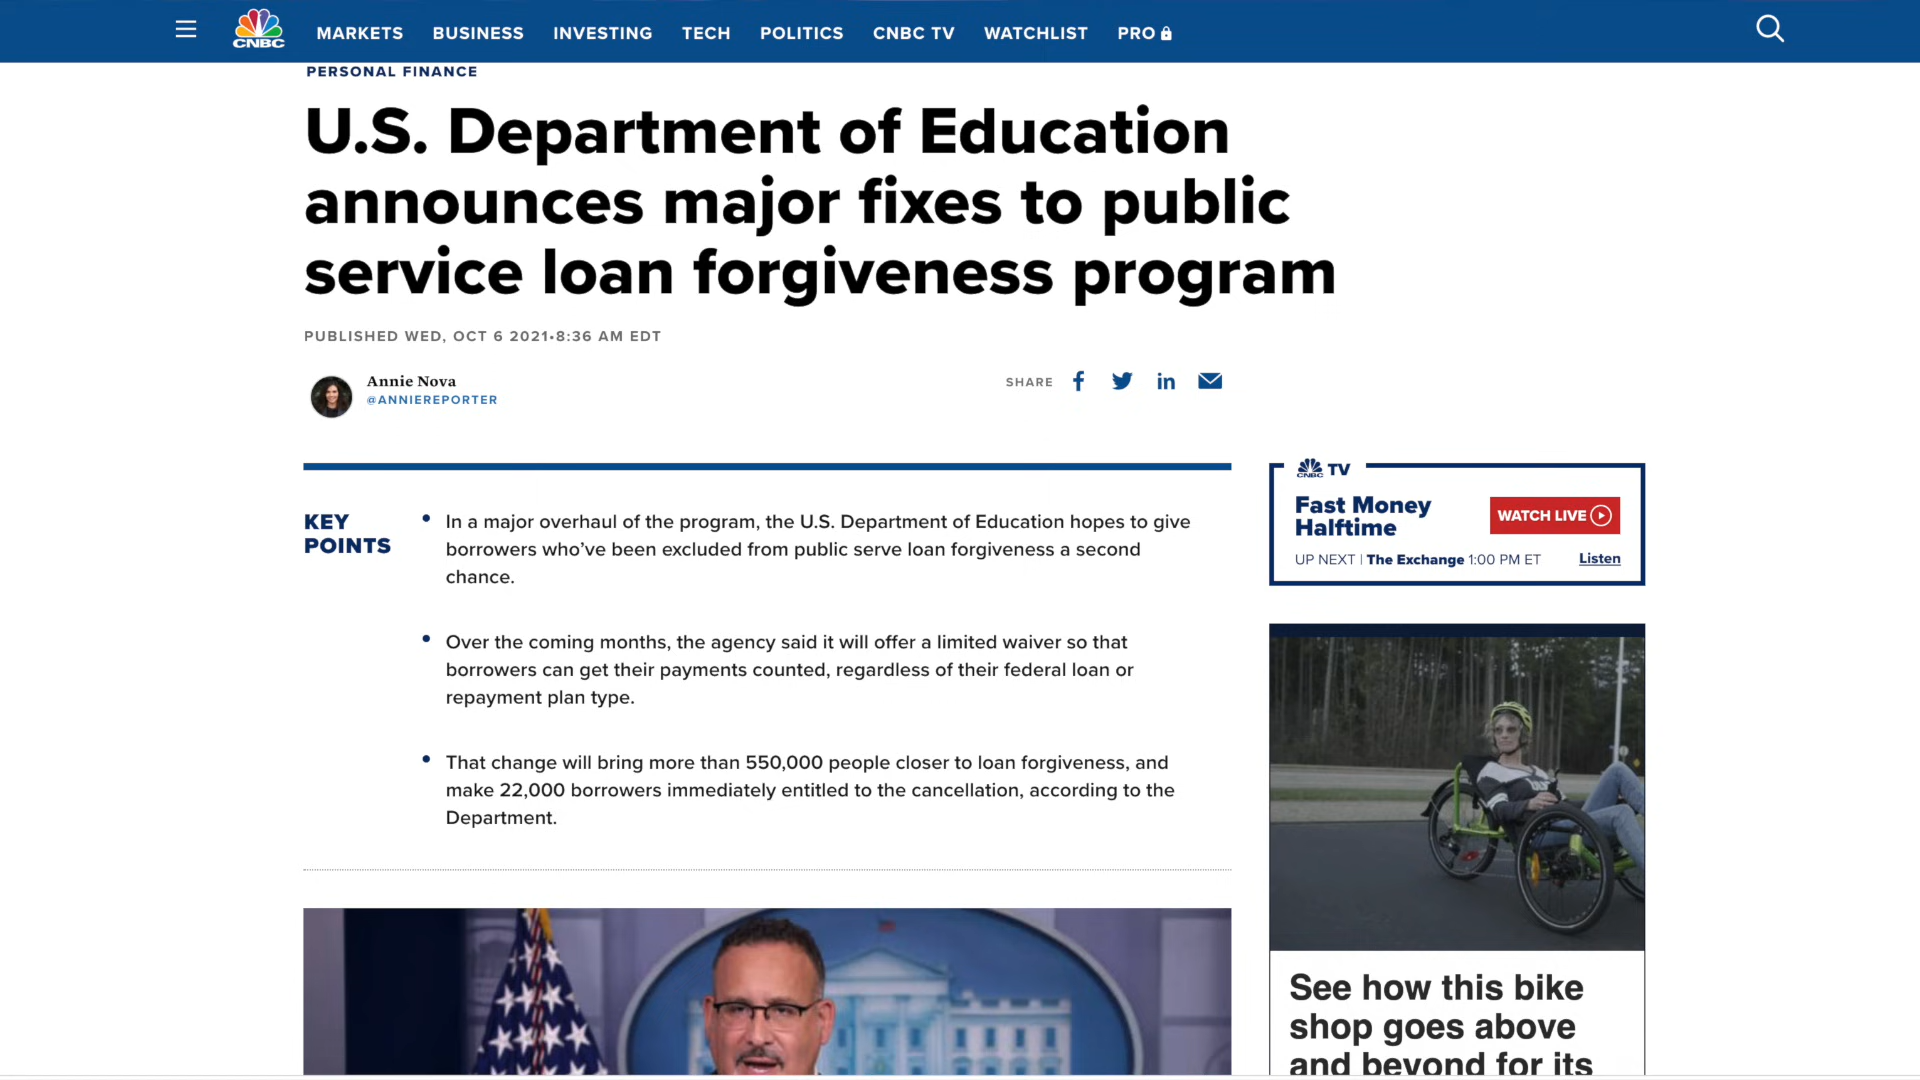 CNBC
MARKETS BUSINESS INVESTING TECH POLITICS CNBC TV WATCHLIST PRO
PERSONAL FINANCE
U.S. Department of Education
announces major fixes to public
service loan forgiveness program
PUBLISHED WED, OCT 6 2021•8:36 AM EDT
Annie Nova
@ANNIEREPORTER
SHARE
KEY
POINTS
• In a major overhaul of the program, the U.S. Department of Education hopes to give
borrowers who’ve been excluded from public serve loan forgiveness a second
chance.
• Over the coming months, the agency said it will offer a limited waiver so that
borrowers can get their payments counted, regardless of their federal loan or
repayment plan type.
• That change will bring more than 550,000 people closer to loan forgiveness, and
make 22,000 borrowers immediately entitled to the cancellation, according to the
Department.
CNBC TV
Fast Money
Halftime
WATCH LIVE
UP NEXT | The Exchange 1:00 PM ET
Listen
See how this bike
shop goes above
and beyond for its